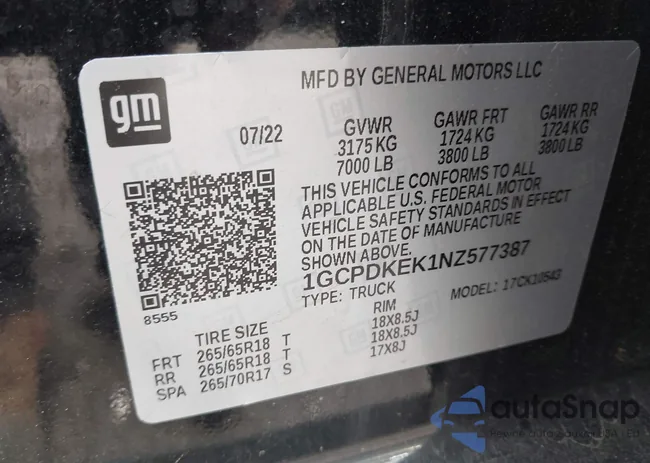 gm
MFD BY GENERAL MOTORS LLC
07/22
GVWR GAWR FRT GAWR RR
3175 KG 1724 KG 1724 KG
7000 LB 3800 LB 3800 LB
THIS VEHICLE CONFORMS TO ALL
APPLICABLE U.S. FEDERAL MOTOR
VEHICLE SAFETY STANDARDS IN EFFECT
ON THE DATE OF MANUFACTURE
SHOWN ABOVE.
1GCPDKEK1NZ577387
TYPE: TRUCK MODEL: 17CK10543
8555
TIRE SIZE RIM
FRT 265/65R18 T 18X8.5J
RR 265/65R18 T 18X8.5J
SPA 265/70R17 S 17X8J
autaSnap